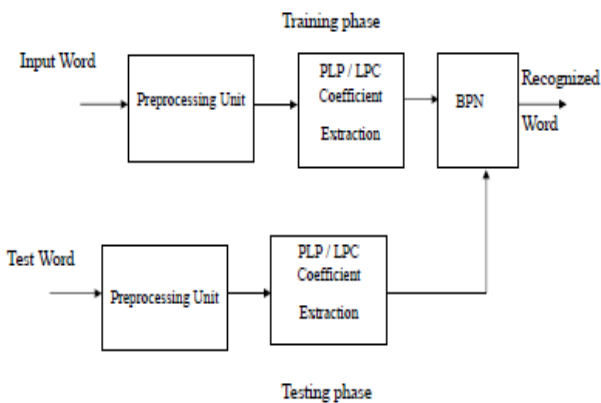 Training phase
Input Word
Preprocessing Unit
PLP / LPC
Coefficient
Extraction
BPN
Recognized
Word
Test Word
Preprocessing Unit
PLP / LPC
Coefficient
Extraction
Testing phase